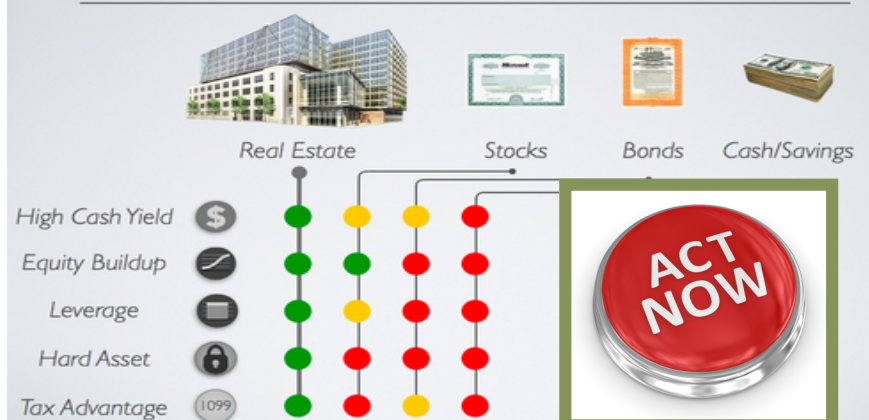 Microsoft
Real Estate
Stocks
Bonds
Cash/Savings
High Cash Yield
$
Equity Buildup
Leverage
Hard Asset
Tax Advantage
1099
ACT
NOW